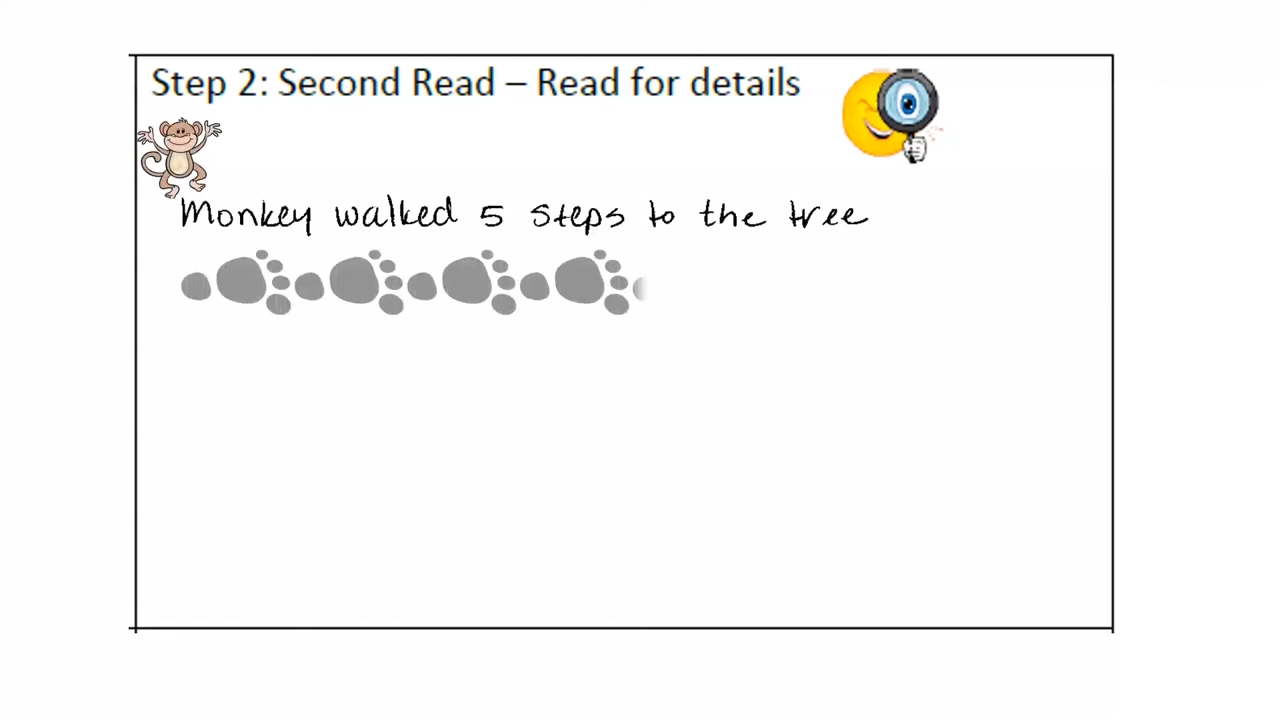 Step 2: Second Read – Read for details
Monkey walked 5 steps to the tree